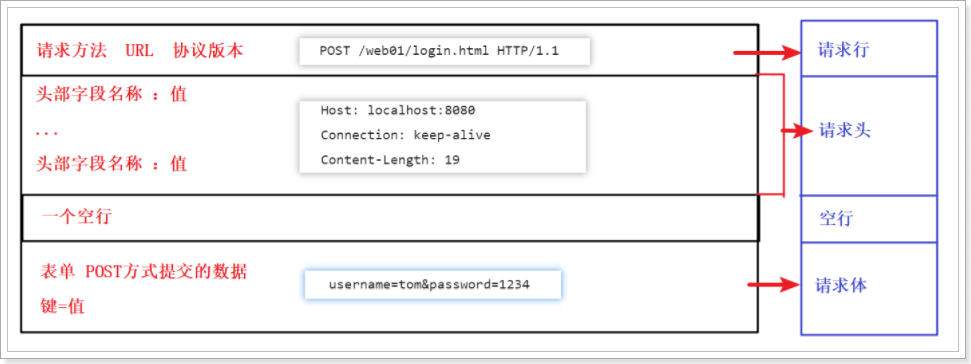 请求方法 URL 协议版本
POST /web01/login.html HTTP/1.1
请求行
头部字段名称 : 值
...
头部字段名称 : 值
Host: localhost:8080
Connection: keep-alive
Content-Length: 19
请求头
一个空行
空行
表单 POST方式提交的数据
键=值
username=tom&password=1234
请求体